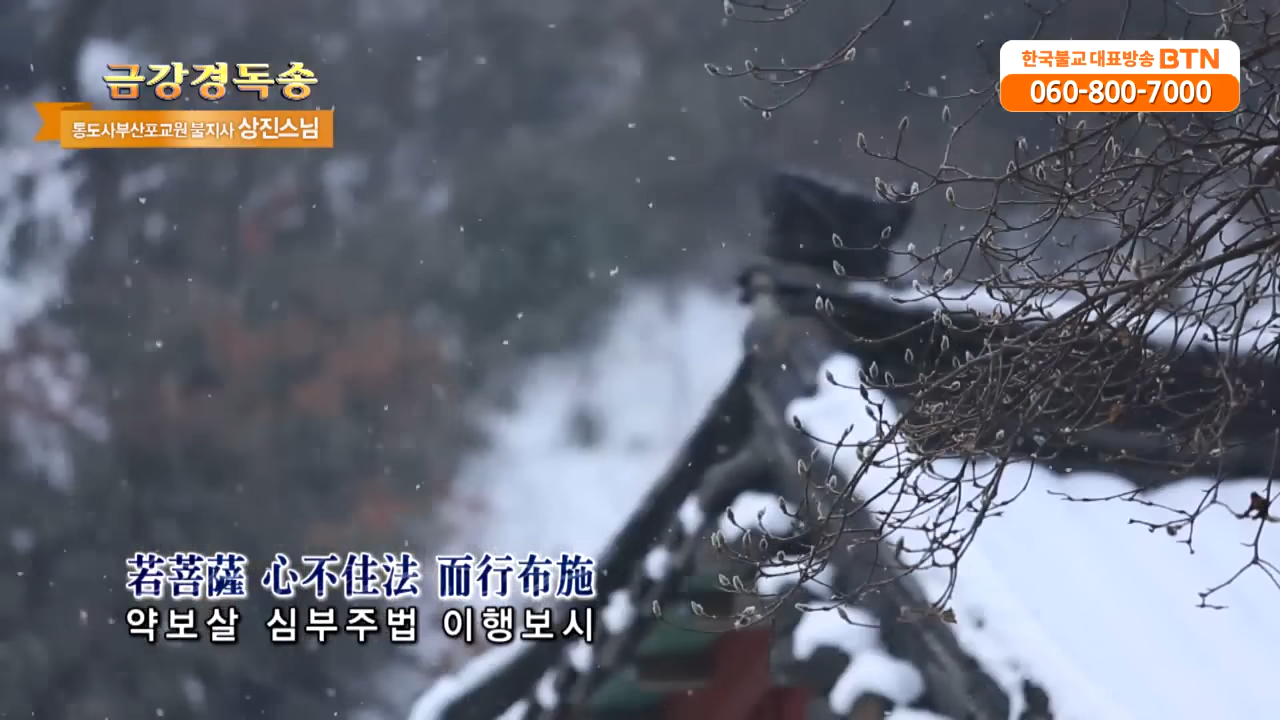 금강경독송
통도사부산포교원 불지사 상진스님
한국불교 대표방송 BTN
060-800-7000
若菩薩 心不住法 而行布施
약보살 심부주법 이행보시